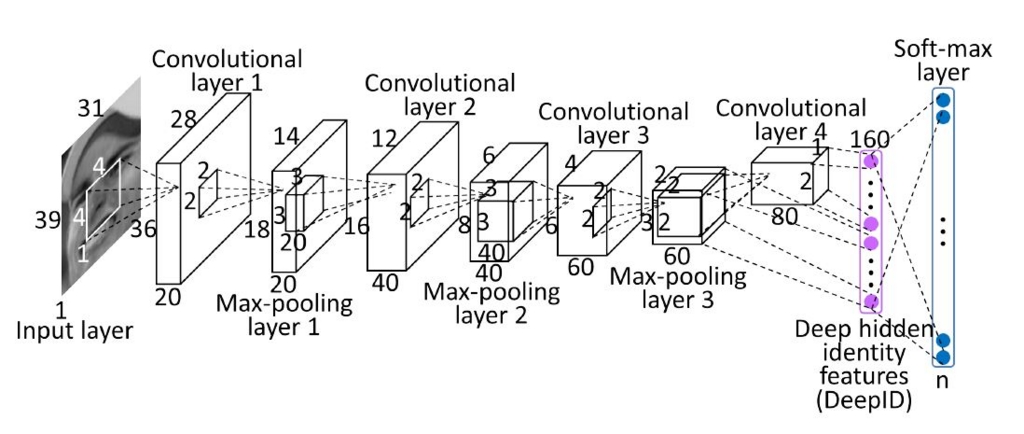 Convolutional
layer 1
Convolutional
layer 2
Convolutional
layer 3
Convolutional
layer 4
Soft-max
layer
31
39
4
4
1
1
Input layer
28
36
20
2
2
14
18
20
3
3
20
Max-pooling
layer 1
12
16
40
2
2
6
8
40
3
3
40
Max-pooling
layer 2
4
6
60
2
2
2
3
60
2
2
Max-pooling
layer 3
1
2
80
160
Deep hidden
identity
features
(DeepID)
n